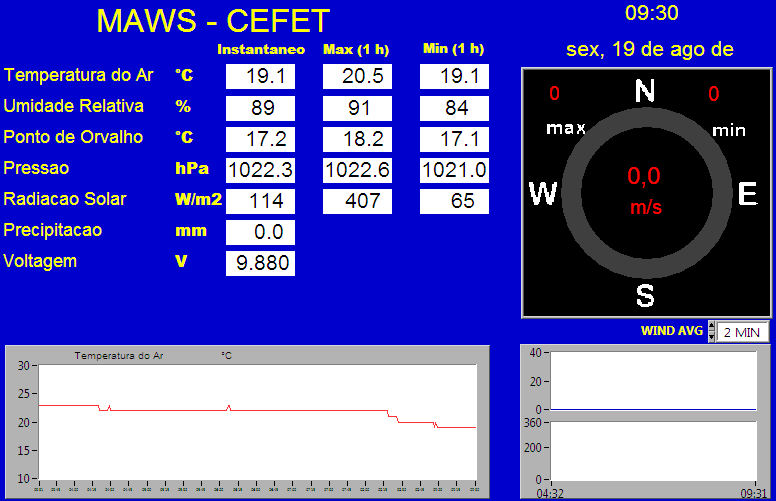 MAWS - CEFET
09:30
sex, 19 de ago de
Instantaneo Max (1 h) Min (1 h)
Temperatura do Ar °C 19.1 20.5 19.1
Umidade Relativa % 89 91 84
Ponto de Orvalho °C 17.2 18.2 17.1
Pressao hPa 1022.3 1022.6 1021.0
Radiacao Solar W/m2 114 407 65
Precipitacao mm 0.0
Voltagem V 9.880
0 N 0
max min
0,0
W E
m/s
S
WIND AVG 2 MIN
Temperatura do Ar °C
30
25
20
15
10
40
20
0
360
200
0
04:32 09:31